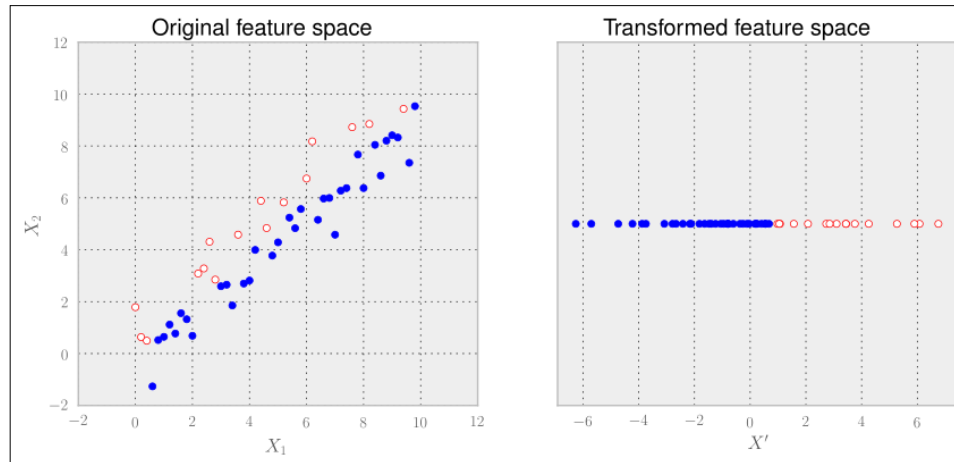 Original feature space
12
10
8
6
4
2
0
−2
X₂
−2 0 2 4 6 8 10 12
X₁
Transformed feature space
−6 −4 −2 0 2 4 6
X′